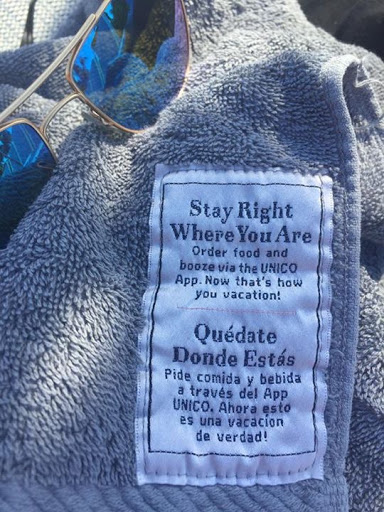 Stay Right
Where You Are
Order food and
booze via the UNICO
App. Now that's how
you vacation!
Quédate
Donde Estás
Pide comida y bebida
a través del App
UNICO. Ahora esto
es una vacacion
de verdad!